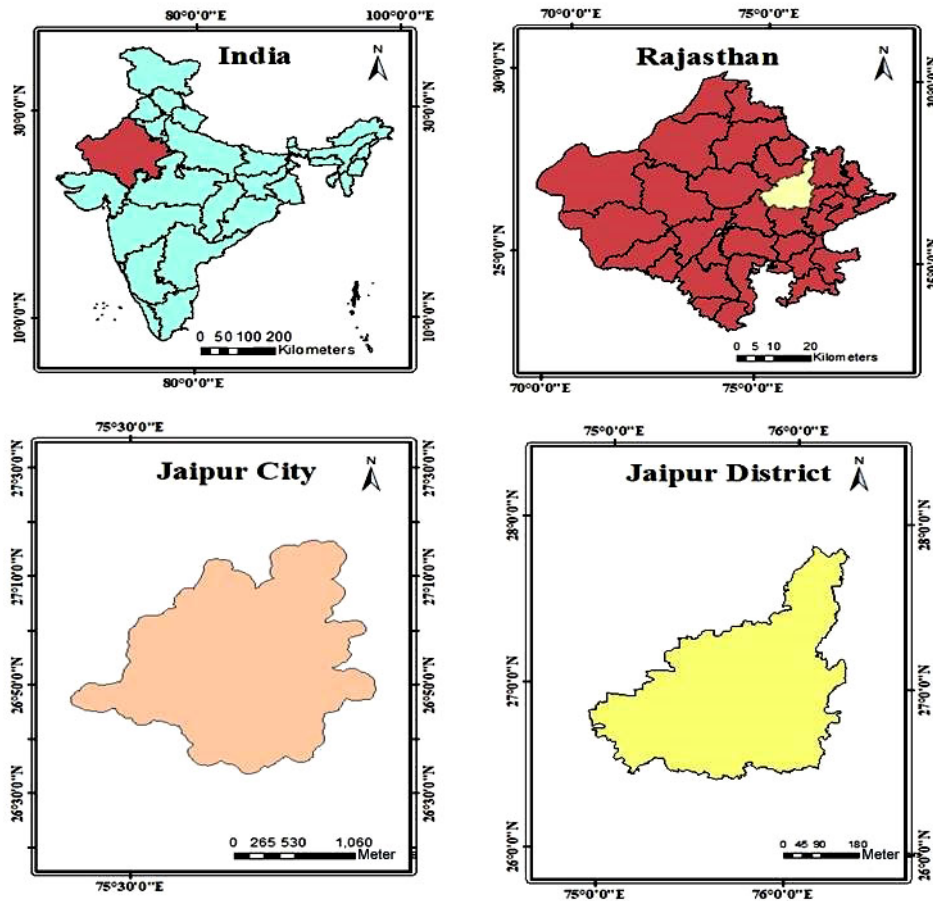 80°0'0"E 100°0'0"E
India
N
30°0'0"N
30°0'0"N
10°0'0"N
10°0'0"N
0 50 100 200
Kilometers
80°0'0"E
70°0'0"E 75°0'0"E
Rajasthan
N
30°0'0"N
25°0'0"N
0 5 10 20
Kilometers
70°0'0"E 75°0'0"E
75°30'0"E
Jaipur City
N
27°30'0"N
27°30'0"N
27°10'0"N
27°10'0"N
26°50'0"N
26°50'0"N
26°30'0"N
26°30'0"N
0 265 530 1,060
Meter
75°30'0"E
75°0'0"E 76°0'0"E
Jaipur District
N
28°0'0"N
28°0'0"N
27°0'0"N
27°0'0"N
26°0'0"N
26°0'0"N
0 45 90 180
Meter
75°0'0"E 76°0'0"E